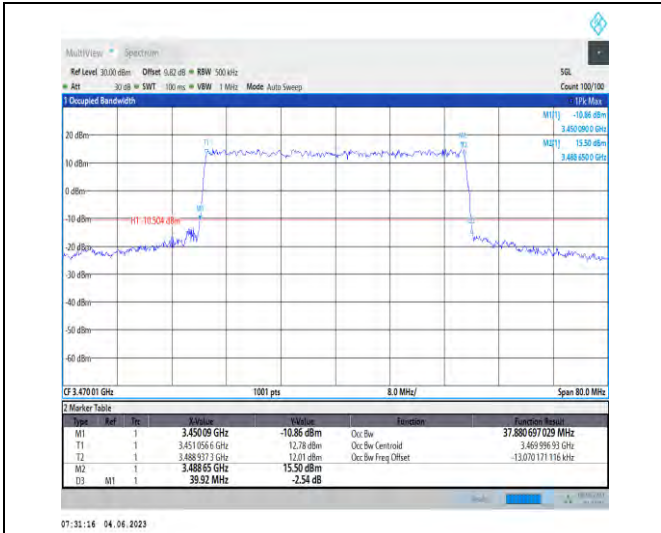 MultiView Spectrum
Ref Level 30.00 dBm Offset 9.82 dB RBW 500 kHz SGL
Att 30 dB SWT 100 ms VBW 1 MHz Mode Auto Sweep Count 100/100
1 Occupied Bandwidth 1Pk Max
M1[1] -10.86 dBm
3.450 090 0 GHz
M2[1] 15.50 dBm
3.488 650 0 GHz
20 dBm
10 dBm
0 dBm
-10 dBm
H1 -10.504 dBm
-20 dBm
-30 dBm
-40 dBm
-50 dBm
-60 dBm
CF 3.470 01 GHz 1001 pts 8.0 MHz/ Span 80.0 MHz
2 Marker Table
Type Ref Trc X-Value Y-Value Function Function Result
M1 1 3.450 09 GHz -10.86 dBm Occ Bw 37.880 697 029 MHz
T1 1 3.451 056 6 GHz 12.78 dBm Occ Bw Centroid 3.469 996 93 GHz
T2 1 3.488 937 3 GHz 12.01 dBm Occ Bw Freq Offset -13.070 171 116 kHz
M2 1 3.488 65 GHz 15.50 dBm
D3 M1 1 39.92 MHz -2.54 dB
07:31:16 04.06.2023